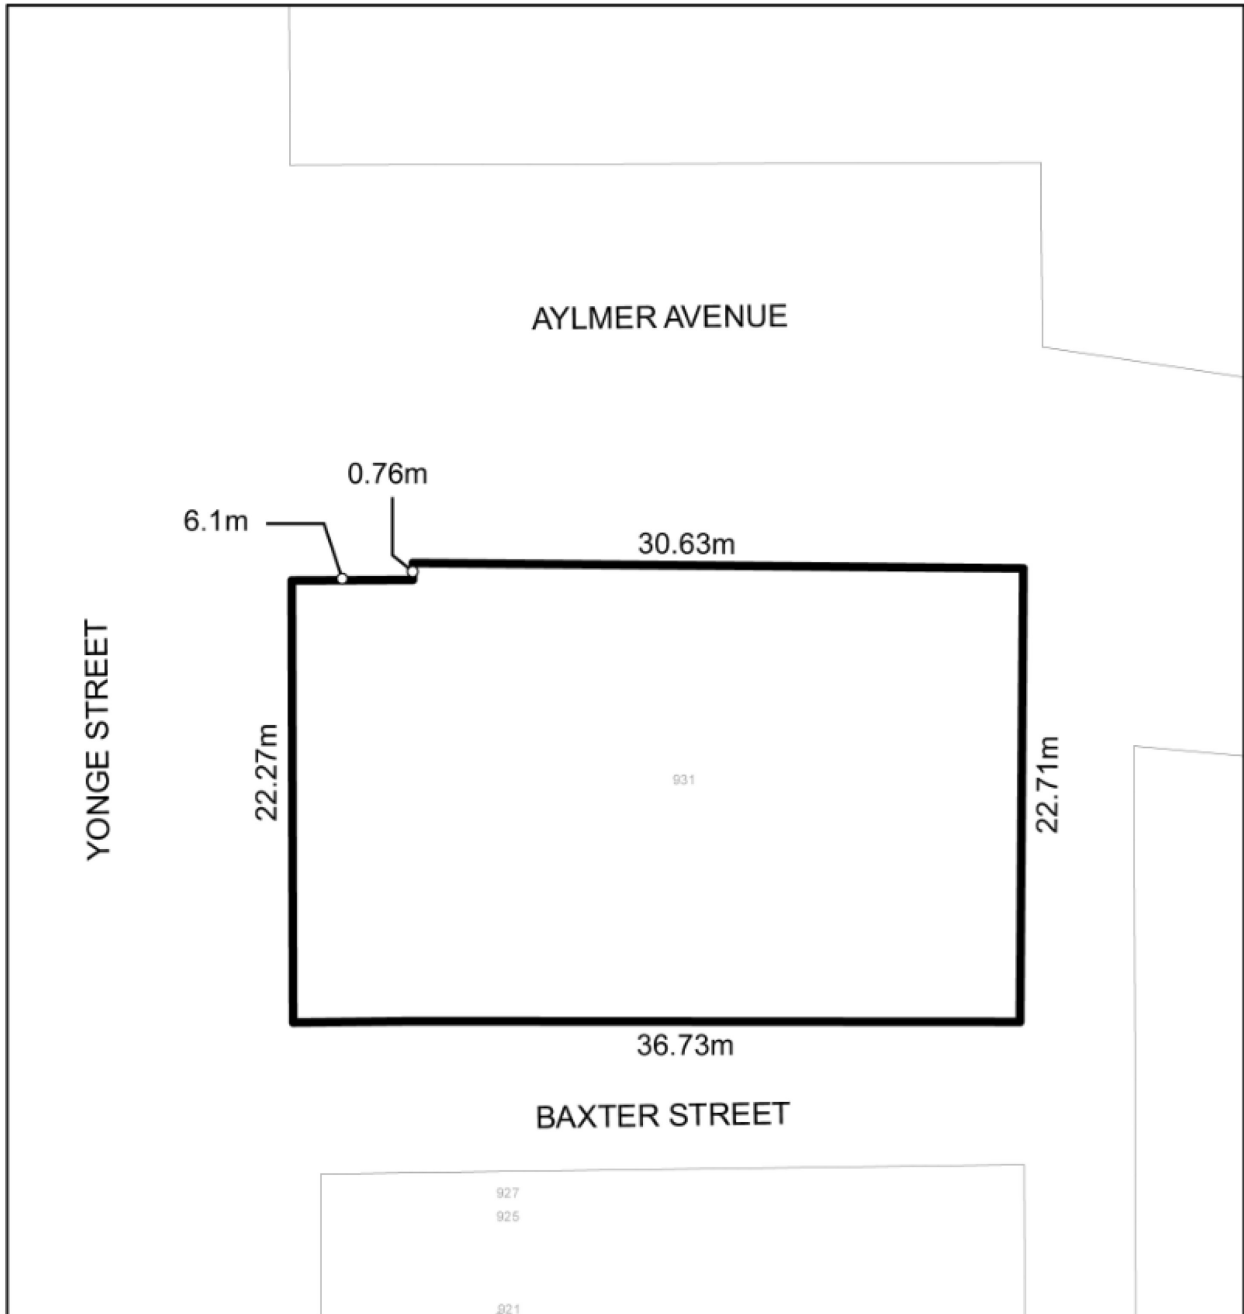 AYLMER AVENUE
0.76m
6.1m
30.63m
YONGE STREET
22.27m
931
22.71m
36.73m
BAXTER STREET
927
925
921